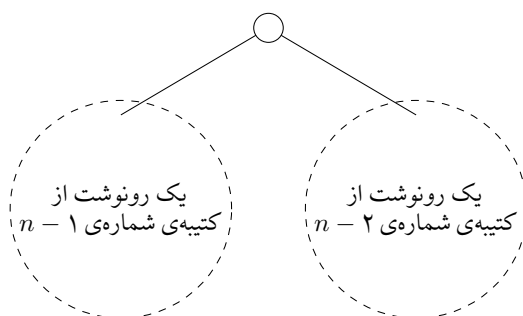 یک رونوشت از
کتیبه‌ی شماره‌ی n − ۱
یک رونوشت از
کتیبه‌ی شماره‌ی n − ۲